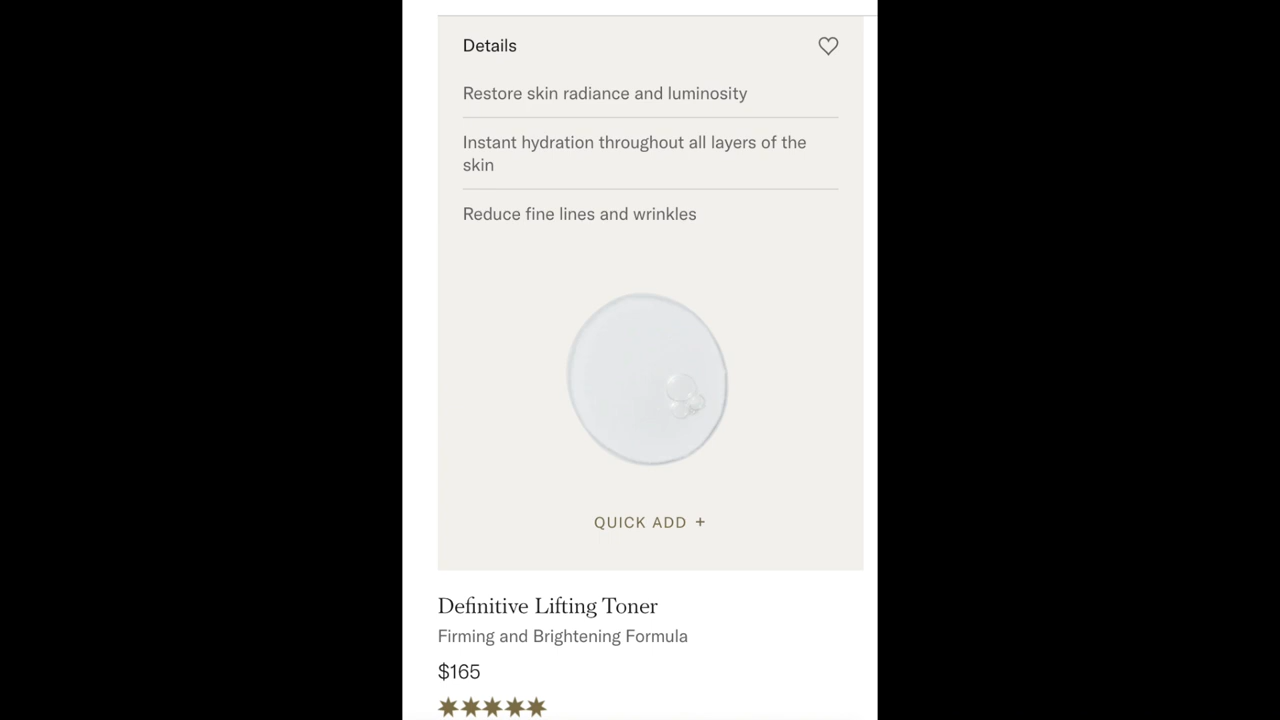 Details
Restore skin radiance and luminosity
Instant hydration throughout all layers of the
skin
Reduce fine lines and wrinkles
QUICK ADD +
Definitive Lifting Toner
Firming and Brightening Formula
$165